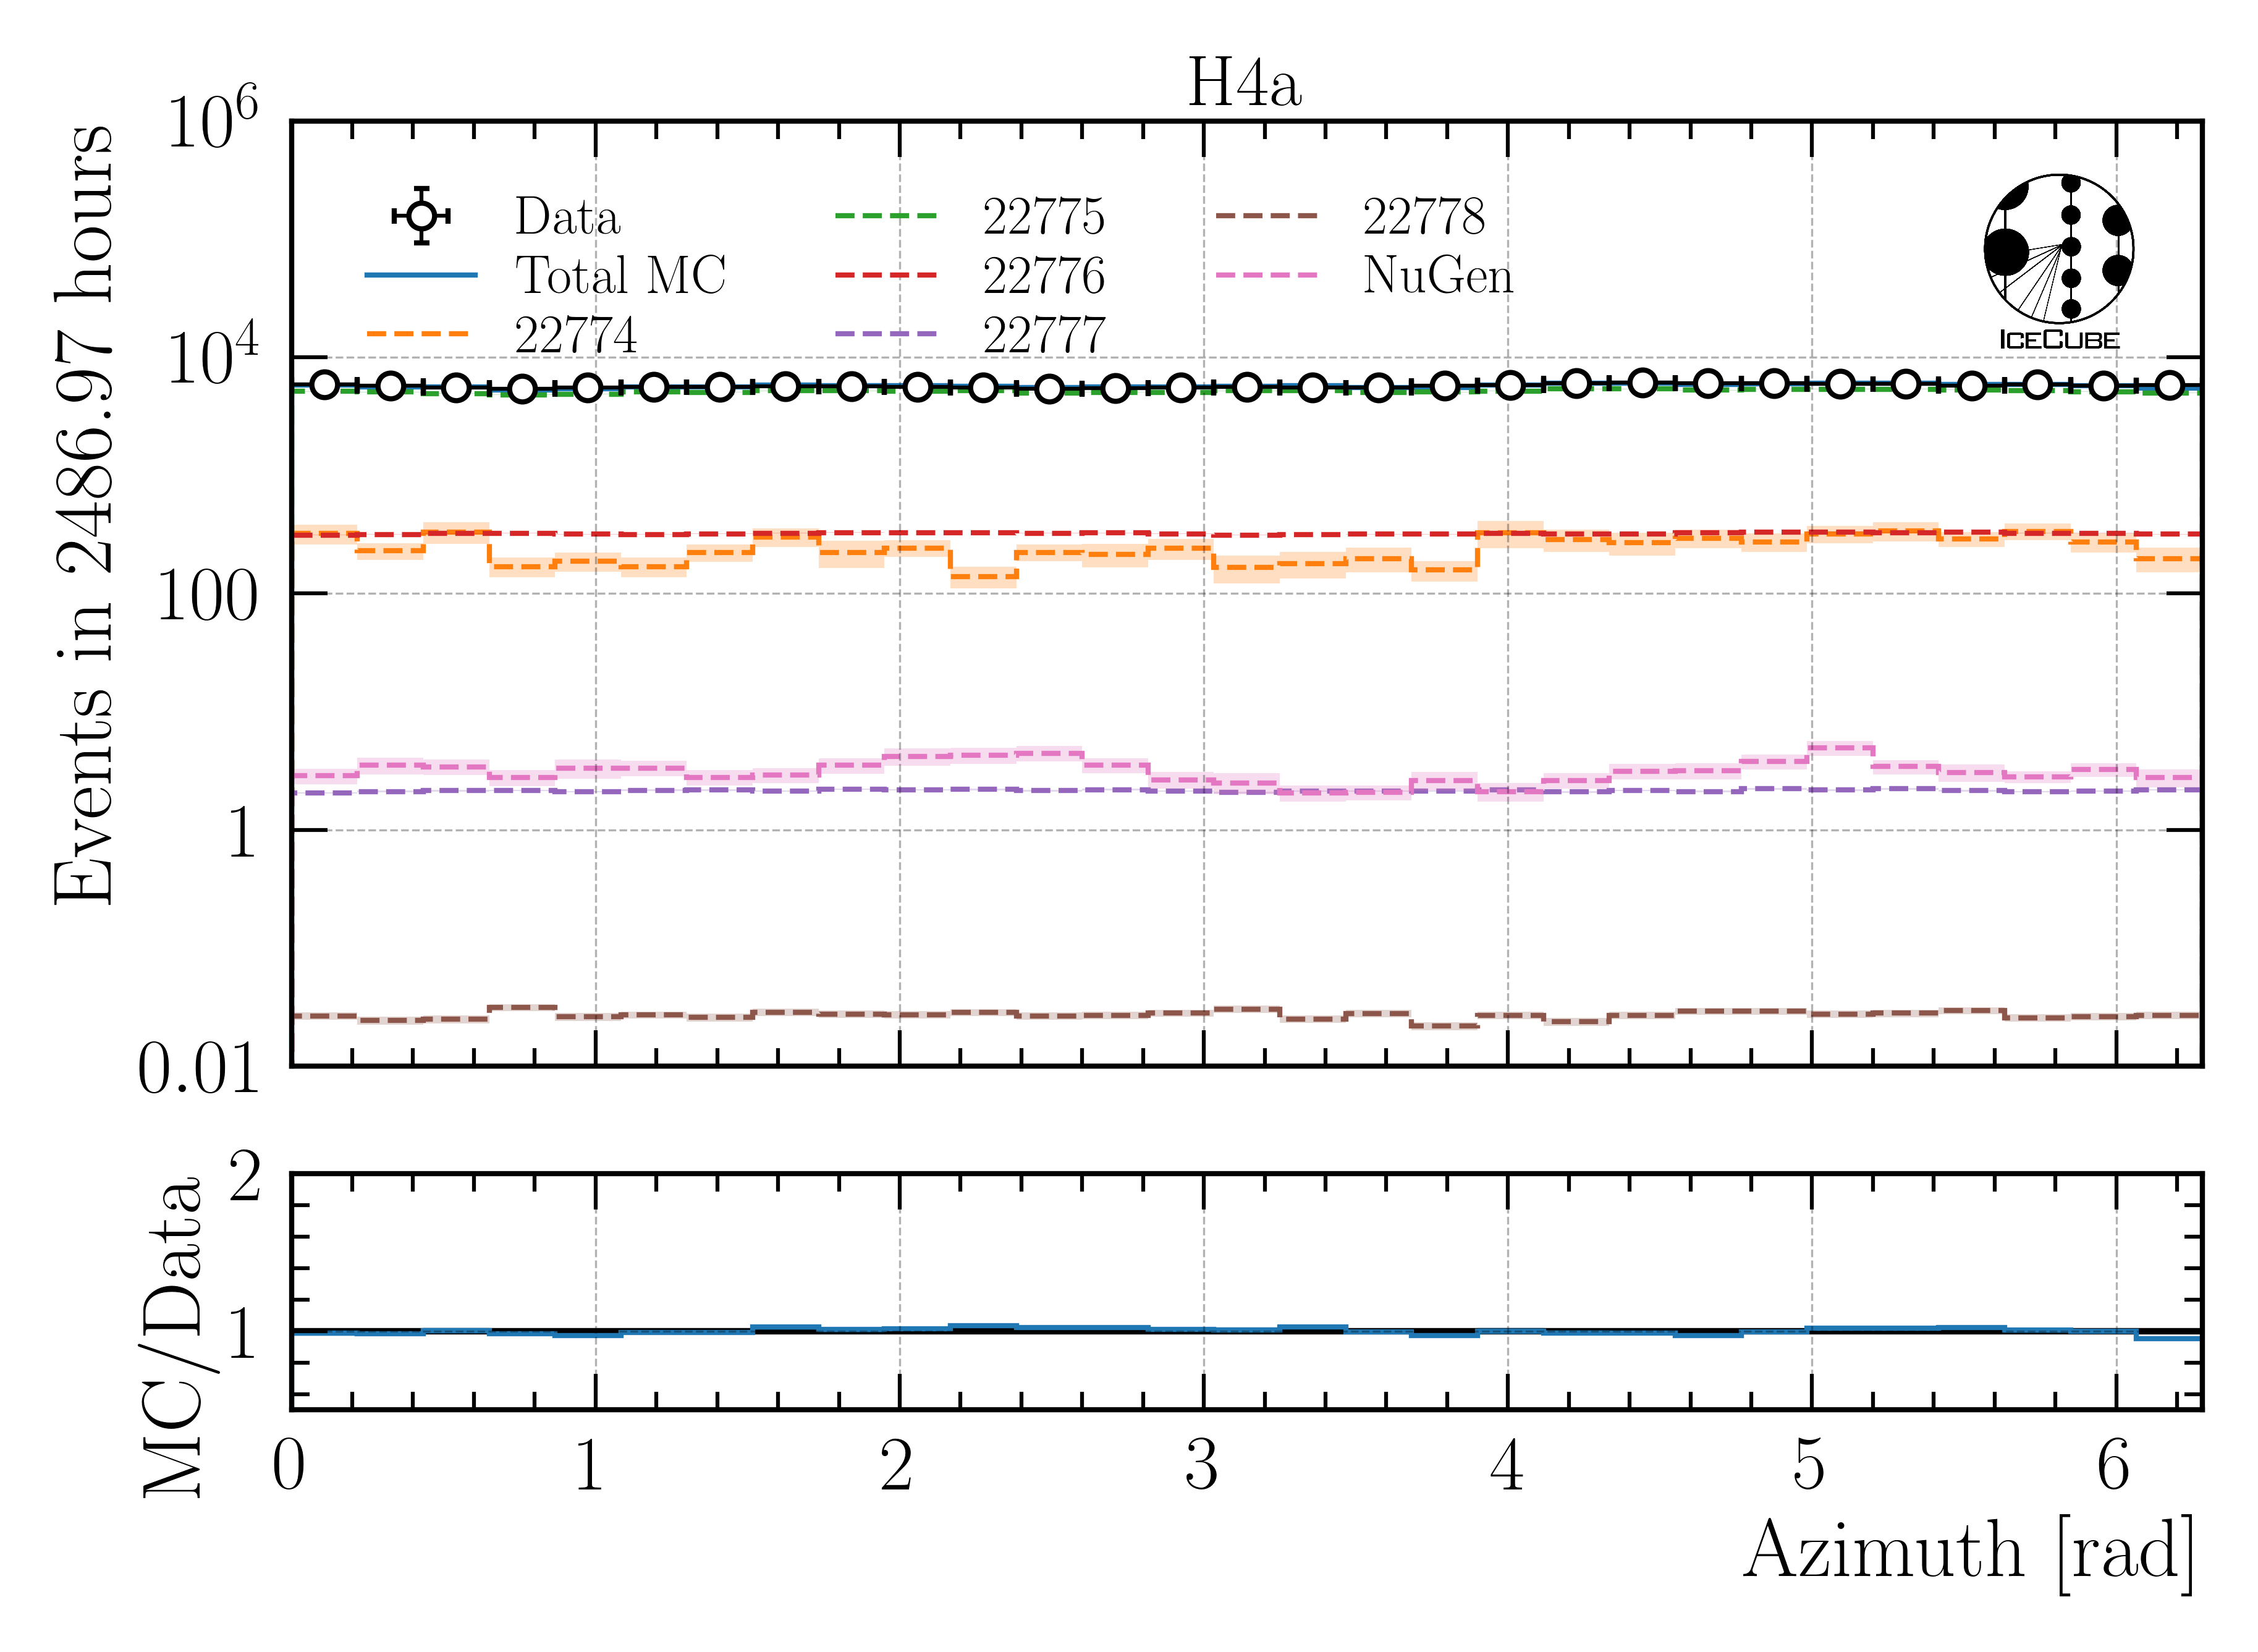 H4a
Events in 2486.97 hours
10^6
10^4
100
1
0.01
Data
Total MC
22774
22775
22776
22777
22778
NuGen
IceCube
MC/Data
2
1
0 1 2 3 4 5 6
Azimuth [rad]